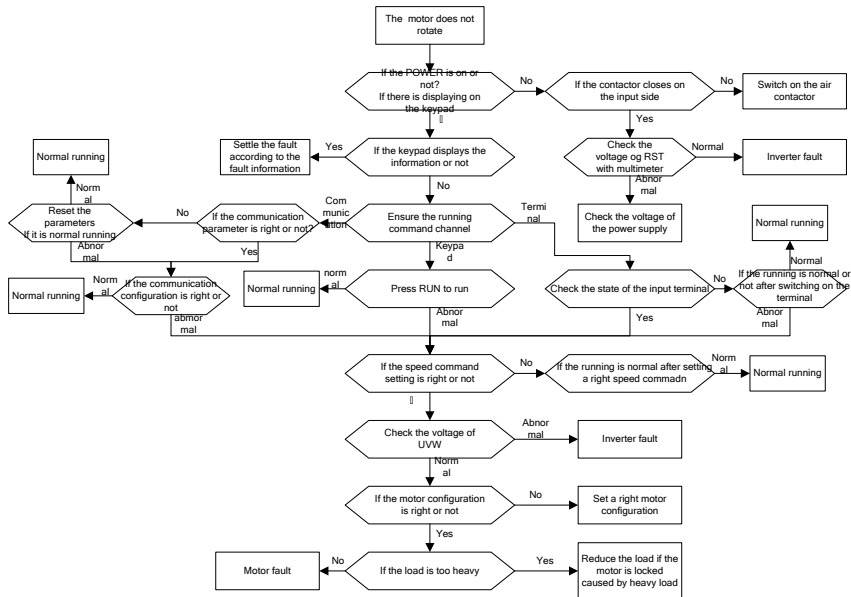 The motor does not
rotate
If the POWER is on or
not?
If there is displaying on
the keypad
No
If the contactor closes on
the input side
No
Switch on the air
contactor
Yes
Settle the fault
according to the
fault information
Yes
If the keypad displays the
information or not
Check the
voltage og RST
with multimeter
Normal
Inverter fault
Normal running
No
Abnor
mal
Norm
al
Reset the
parameters
If it is normal running
No
If the communication
parameter is right or not?
Com
munic
ation
Ensure the running
command channel
Termi
nal
Check the voltage of
the power supply
Normal running
Abnor
mal
Yes
Keypa
d
Normal
Normal running
Norm
al
If the communication
configuration is right or
not
Normal running
norm
al
Press RUN to run
Check the state of the input terminal
No
If the running is normal or
not after switching on the
terminal
abmor
mal
Abnor
mal
Yes
Abnor
mal
If the speed command
setting is right or not
No
If the running is normal after setting
a right speed commadn
Norm
al
Normal running
Check the voltage of
UVW
Abnor
mal
Inverter fault
Norm
al
If the motor configuration
is right or not
No
Set a right motor
configuration
Yes
Motor fault
No
If the load is too heavy
Yes
Reduce the load if the
motor is locked
caused by heavy load